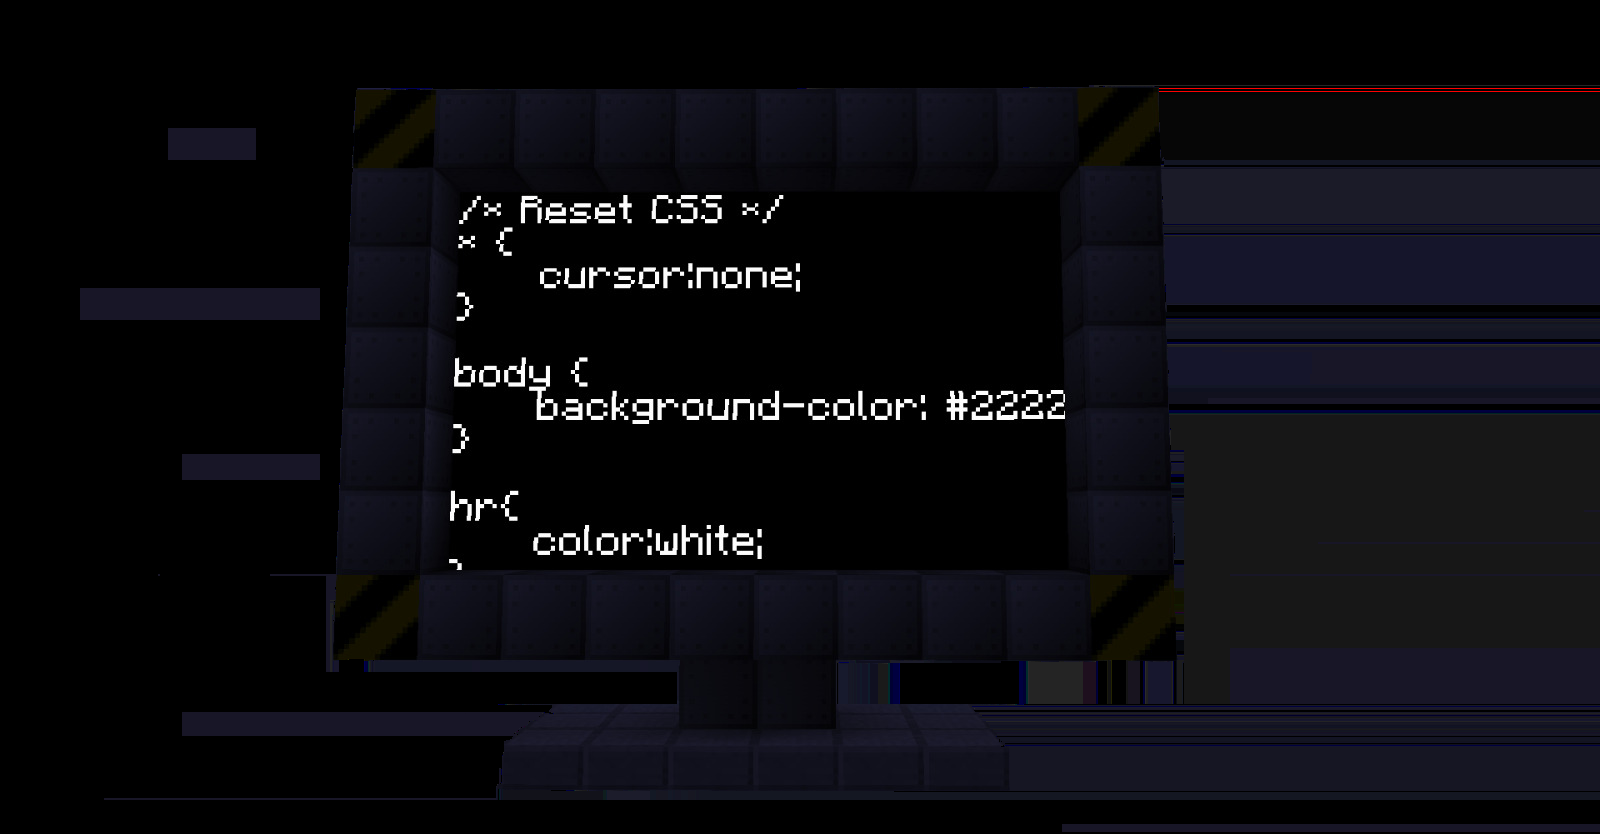 /* Reset CSS */
* {
cursor:none;
}
body {
background-color: #2222
}
hr{
color:white;
}